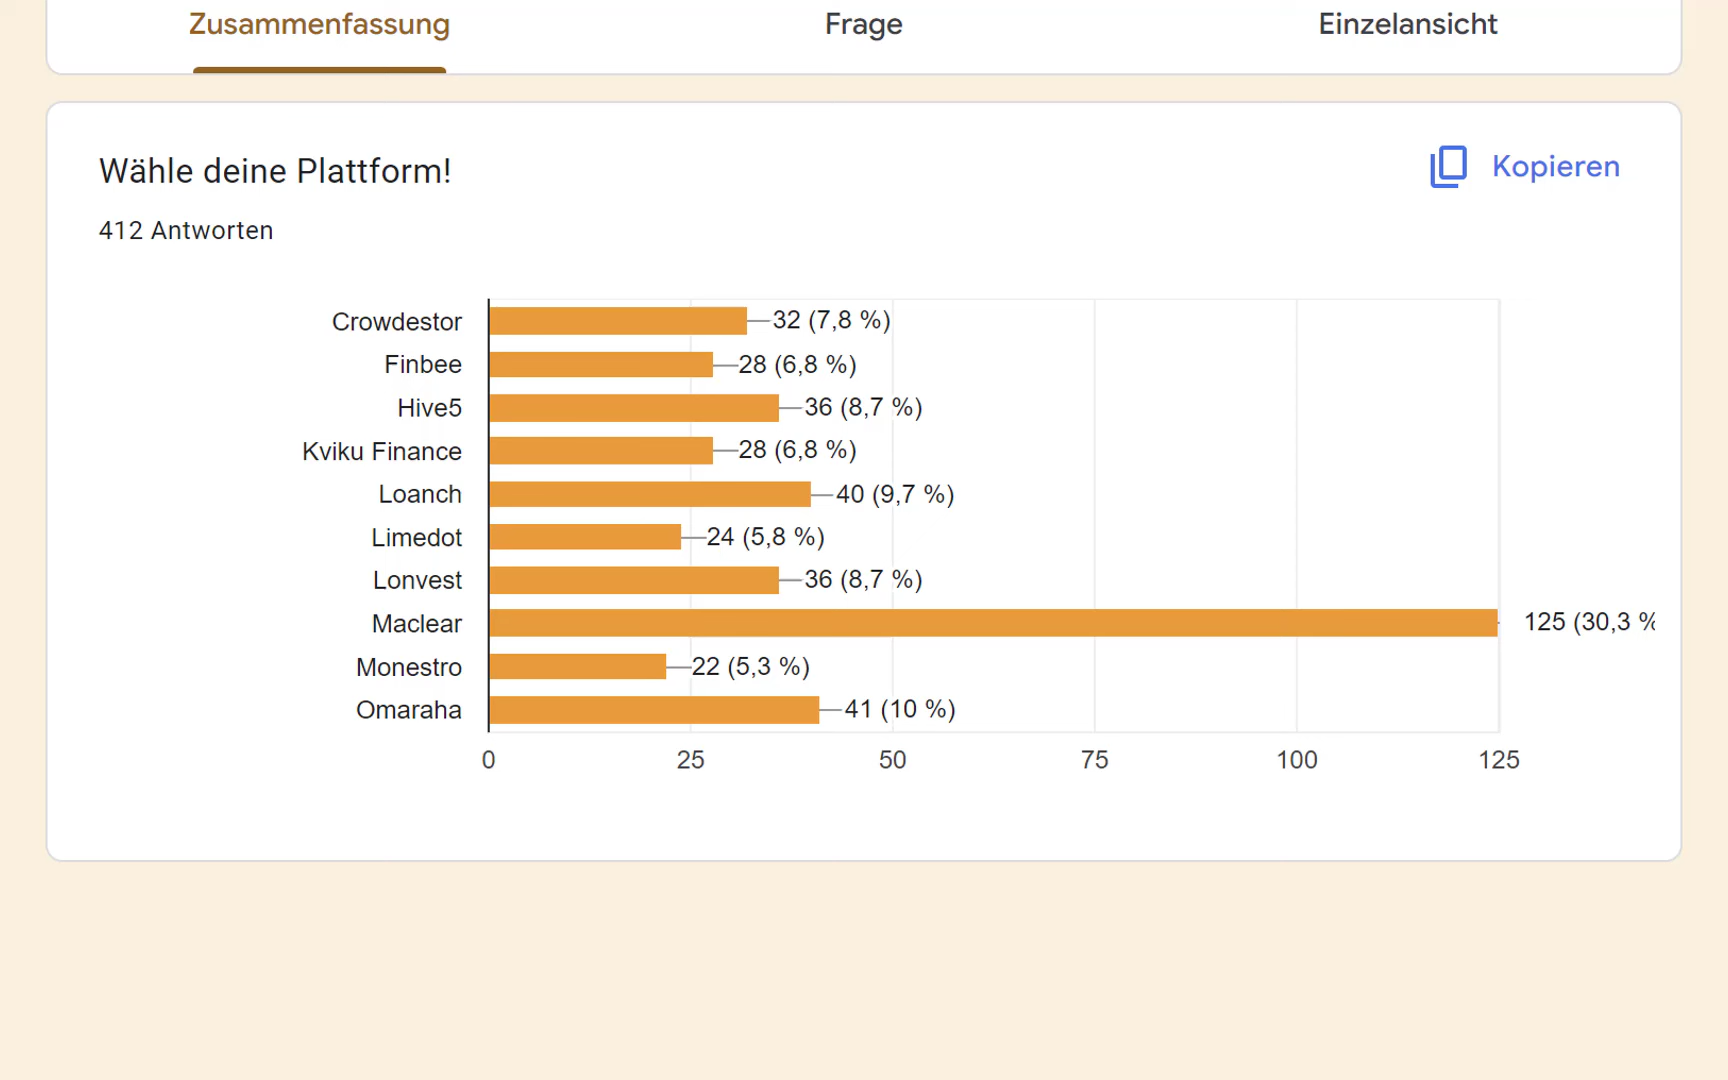 Zusammenfassung Frage Einzelansicht
Wähle deine Plattform!
Kopieren
412 Antworten
Crowdestor 32 (7,8 %)
Finbee 28 (6,8 %)
Hive5 36 (8,7 %)
Kviku Finance 28 (6,8 %)
Loanch 40 (9,7 %)
Limedot 24 (5,8 %)
Lonvest 36 (8,7 %)
Maclear 125 (30,3 %
Monestro 22 (5,3 %)
Omaraha 41 (10 %)
0 25 50 75 100 125